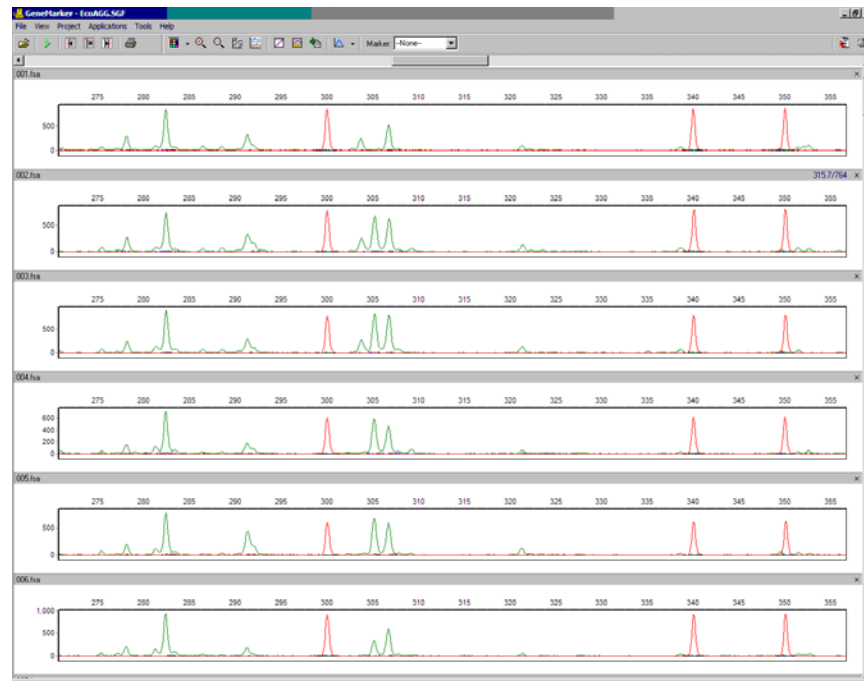 GeneMarker - EcoAGG.SGF
File View Project Applications Tools Help
Marker: --None--
001.fsa
275 280 285 290 295 300 305 310 315 320 325 330 335 340 345 350 355
500
0
002.fsa 315.7/764
275 280 285 290 295 300 305 310 315 320 325 330 335 340 345 350 355
500
0
003.fsa
275 280 285 290 295 300 305 310 315 320 325 330 335 340 345 350 355
500
0
004.fsa
275 280 285 290 295 300 305 310 315 320 325 330 335 340 345 350 355
600
400
200
0
005.fsa
275 280 285 290 295 300 305 310 315 320 325 330 335 340 345 350 355
500
0
006.fsa
275 280 285 290 295 300 305 310 315 320 325 330 335 340 345 350 355
1,000
500
0